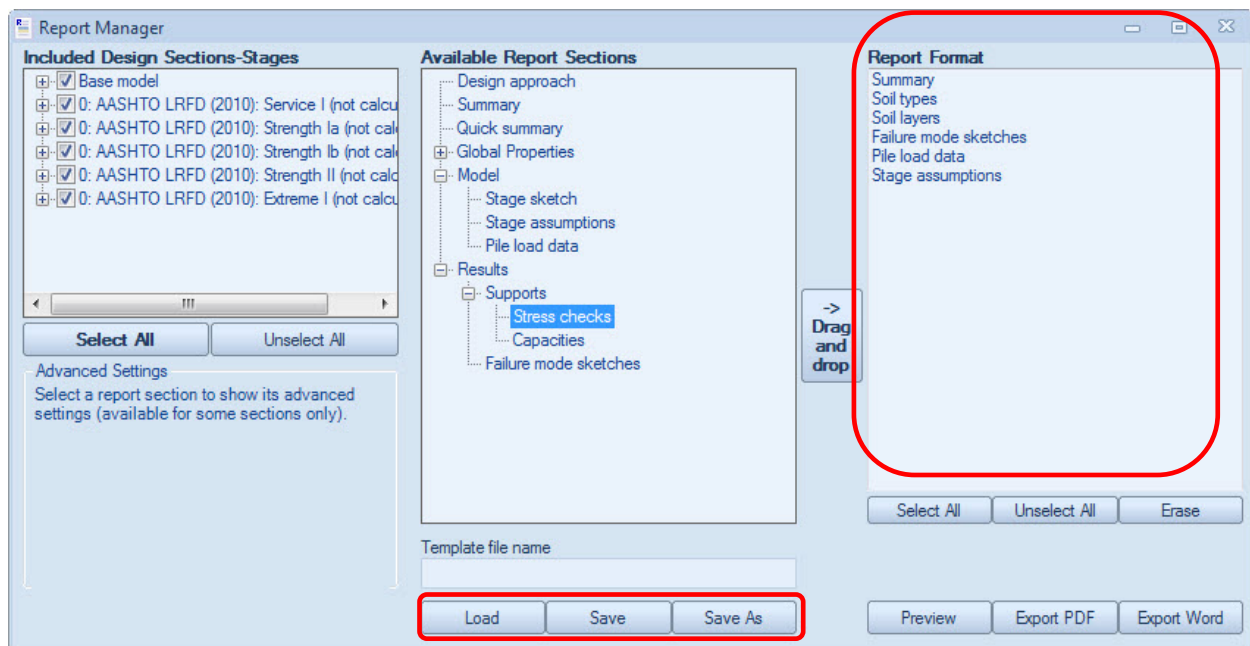 Report Manager
Included Design Sections-Stages
Base model
0: AASHTO LRFD (2010): Service I (not calcu
0: AASHTO LRFD (2010): Strength Ia (not cal
0: AASHTO LRFD (2010): Strength Ib (not cal
0: AASHTO LRFD (2010): Strength II (not calc
0: AASHTO LRFD (2010): Extreme I (not calcu
Select All
Unselect All
Advanced Settings
Select a report section to show its advanced
settings (available for some sections only).
Available Report Sections
Design approach
Summary
Quick summary
Global Properties
Model
Stage sketch
Stage assumptions
Pile load data
Results
Supports
Stress checks
Capacities
Failure mode sketches
Template file name
Load
Save
Save As
->
Drag
and
drop
Report Format
Summary
Soil types
Soil layers
Failure mode sketches
Pile load data
Stage assumptions
Select All
Unselect All
Erase
Preview
Export PDF
Export Word